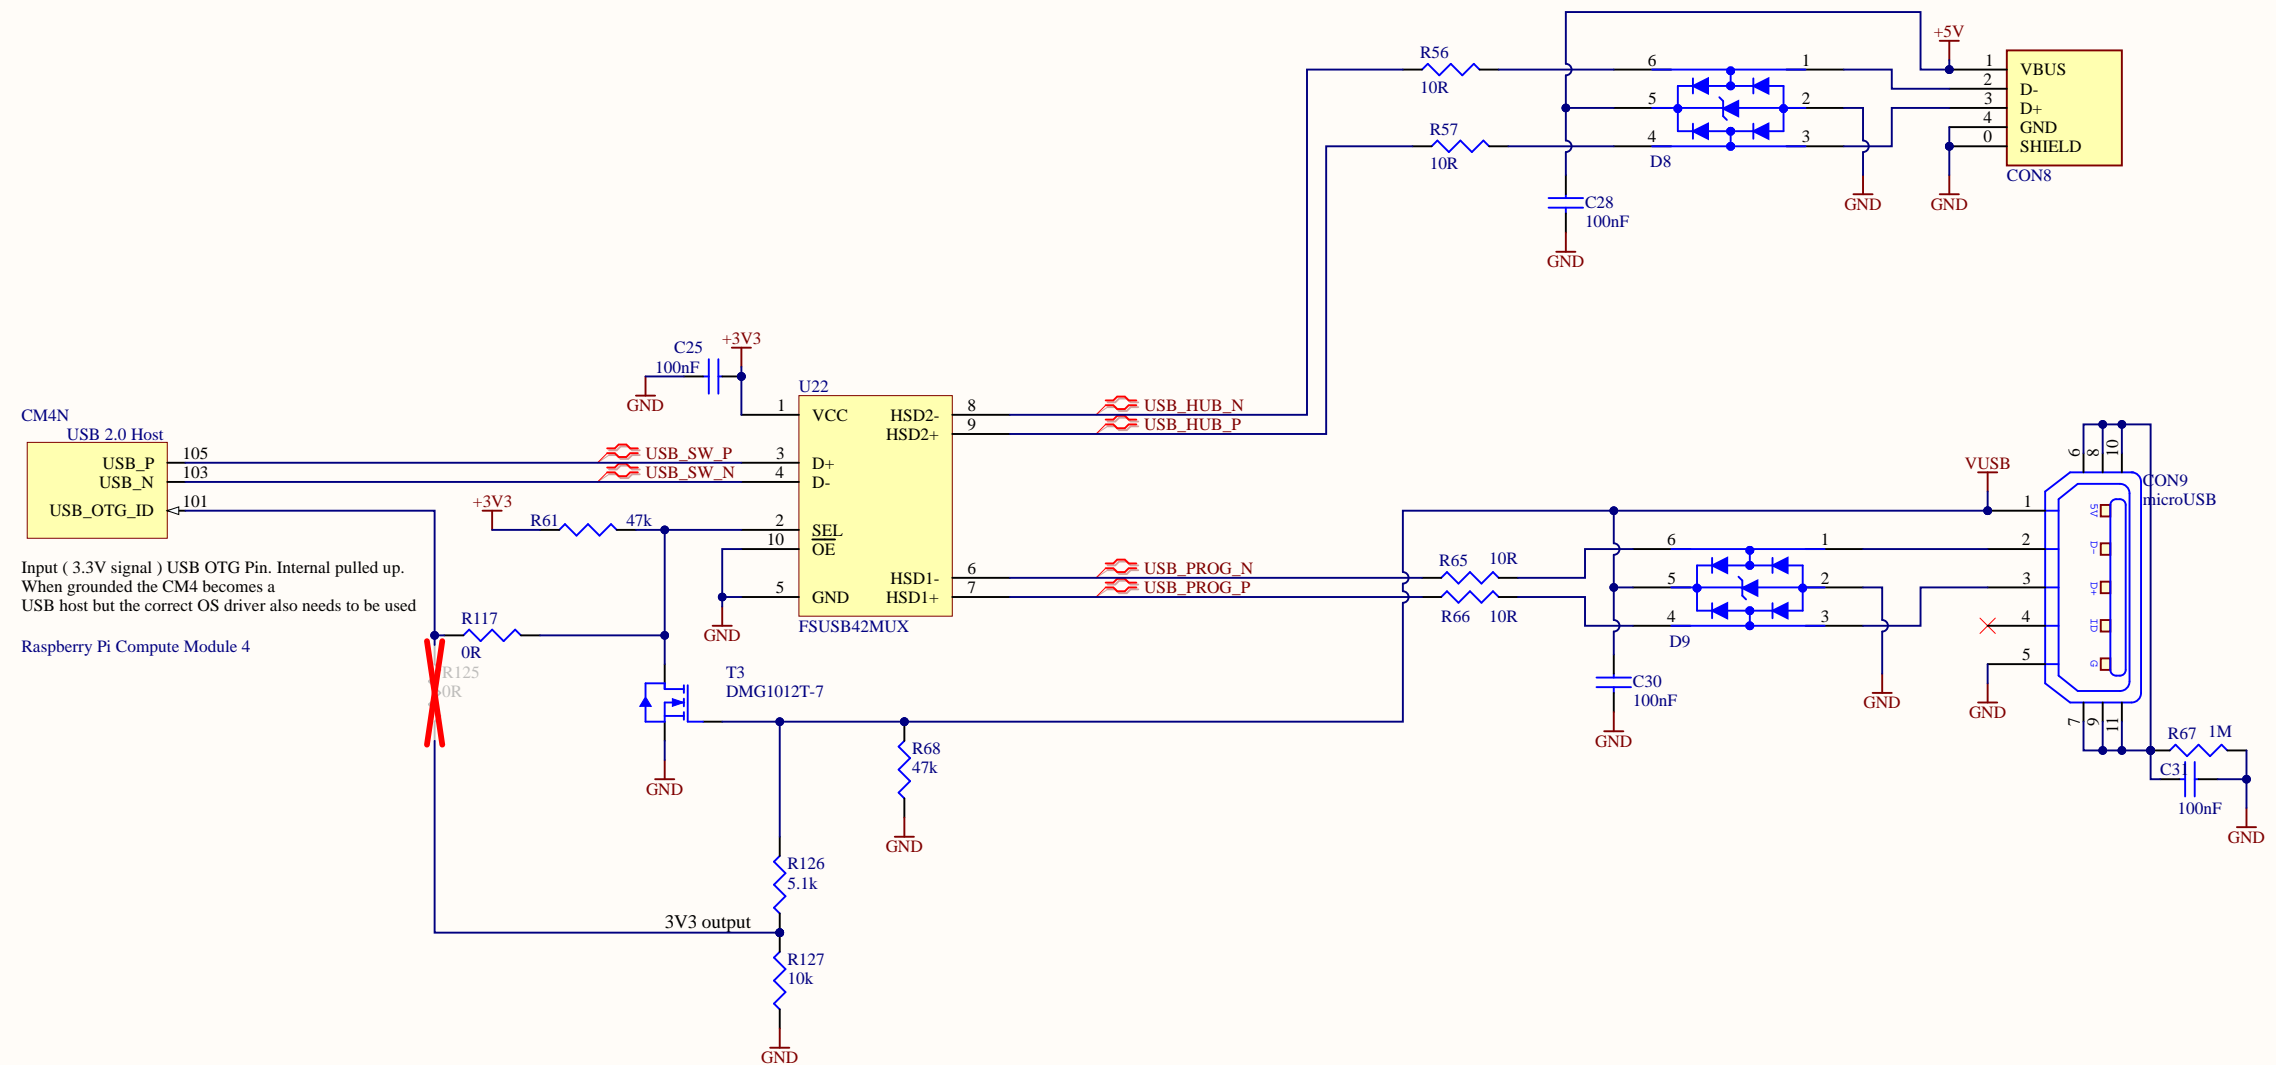 R56
10R
6
1
+5V
1
VBUS
2
D-
5
2
3
D+
4
GND
R57
10R
4
3
0
SHIELD
D8
CON8
C28
100nF
GND
GND
GND
C25
100nF
+3V3
GND
U22
CM4N
USB 2.0 Host
USB_P
105
USB_N
103
USB_OTG_ID
101
USB_SW_P
USB_SW_N
1
VCC
3
D+
4
D-
2
SEL
10
OE
5
GND
HSD2-
8
HSD2+
9
HSD1-
6
HSD1+
7
FSUSB42MUX
USB_HUB_N
USB_HUB_P
+3V3
R61
47k
GND
Input ( 3.3V signal ) USB OTG Pin. Internal pulled up.
When grounded the CM4 becomes a
USB host but the correct OS driver also needs to be used
Raspberry Pi Compute Module 4
R117
0R
R125
0R
T3
DMG1012T-7
GND
R68
47k
GND
R126
5.1k
3V3 output
R127
10k
GND
USB_PROG_N
USB_PROG_P
R65
10R
R66
10R
6
1
5
2
4
3
D9
C30
100nF
GND
GND
VUSB
6
8
10
CON9
microUSB
1
5V
2
D-
3
D+
4
ID
5
G
GND
7
9
11
R67
1M
C31
100nF
GND